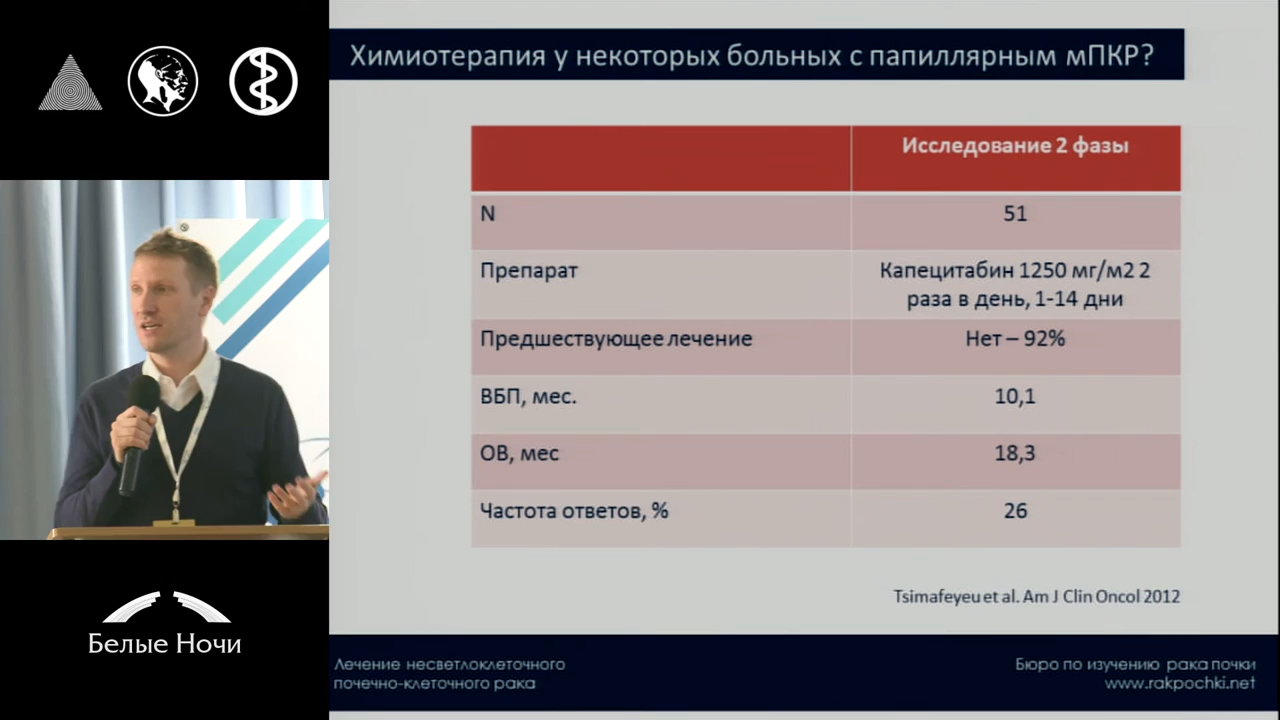 Химиотерапия у некоторых больных с папиллярным мПКР?
Исследование 2 фазы
N
51
Препарат
Капецитабин 1250 мг/м2 2
раза в день, 1-14 дни
Предшествующее лечение
Нет – 92%
ВБП, мес.
10,1
ОВ, мес
18,3
Частота ответов, %
26
Tsimafeyeu et al. Am J Clin Oncol 2012
Белые Ночи
Лечение несветлоклеточного
почечно-клеточного рака
Бюро по изучению рака почки
www.rakpochki.net